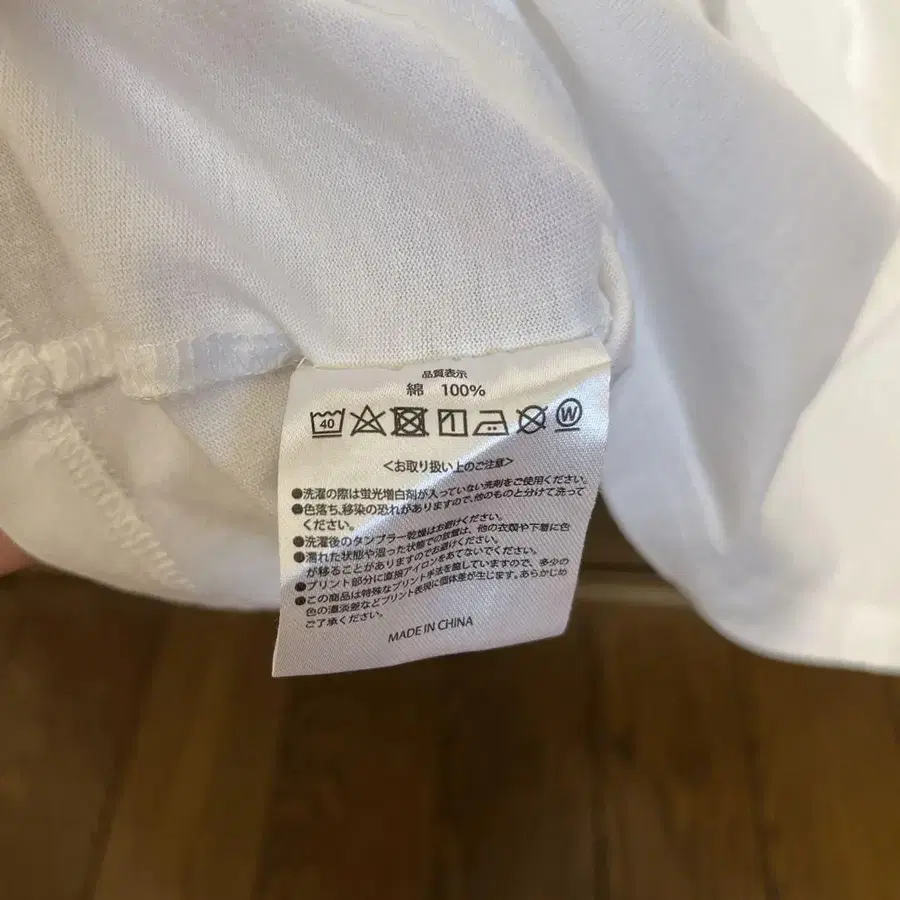 品質表示
綿 100%
40
W
<お取り扱い上のご注意>
●洗濯の際は蛍光増白剤が入っていない洗剤をご使用ください。
●色落ち、移染の恐れがありますので、他のものと分けて洗って
ください。
●洗濯後のタンブラー乾燥はお避けください。
●濡れた状態や湿った状態での放置は、他の衣類や下着に色
が移ることがありますのでお避けください。
●プリント部分に直接アイロンをあてないでください。
●この商品は特殊なプリント手法を施していますので、多少の
色の濃淡差などプリント表現に個体差が生じます。あらかじめ
ご了承ください。
MADE IN CHINA